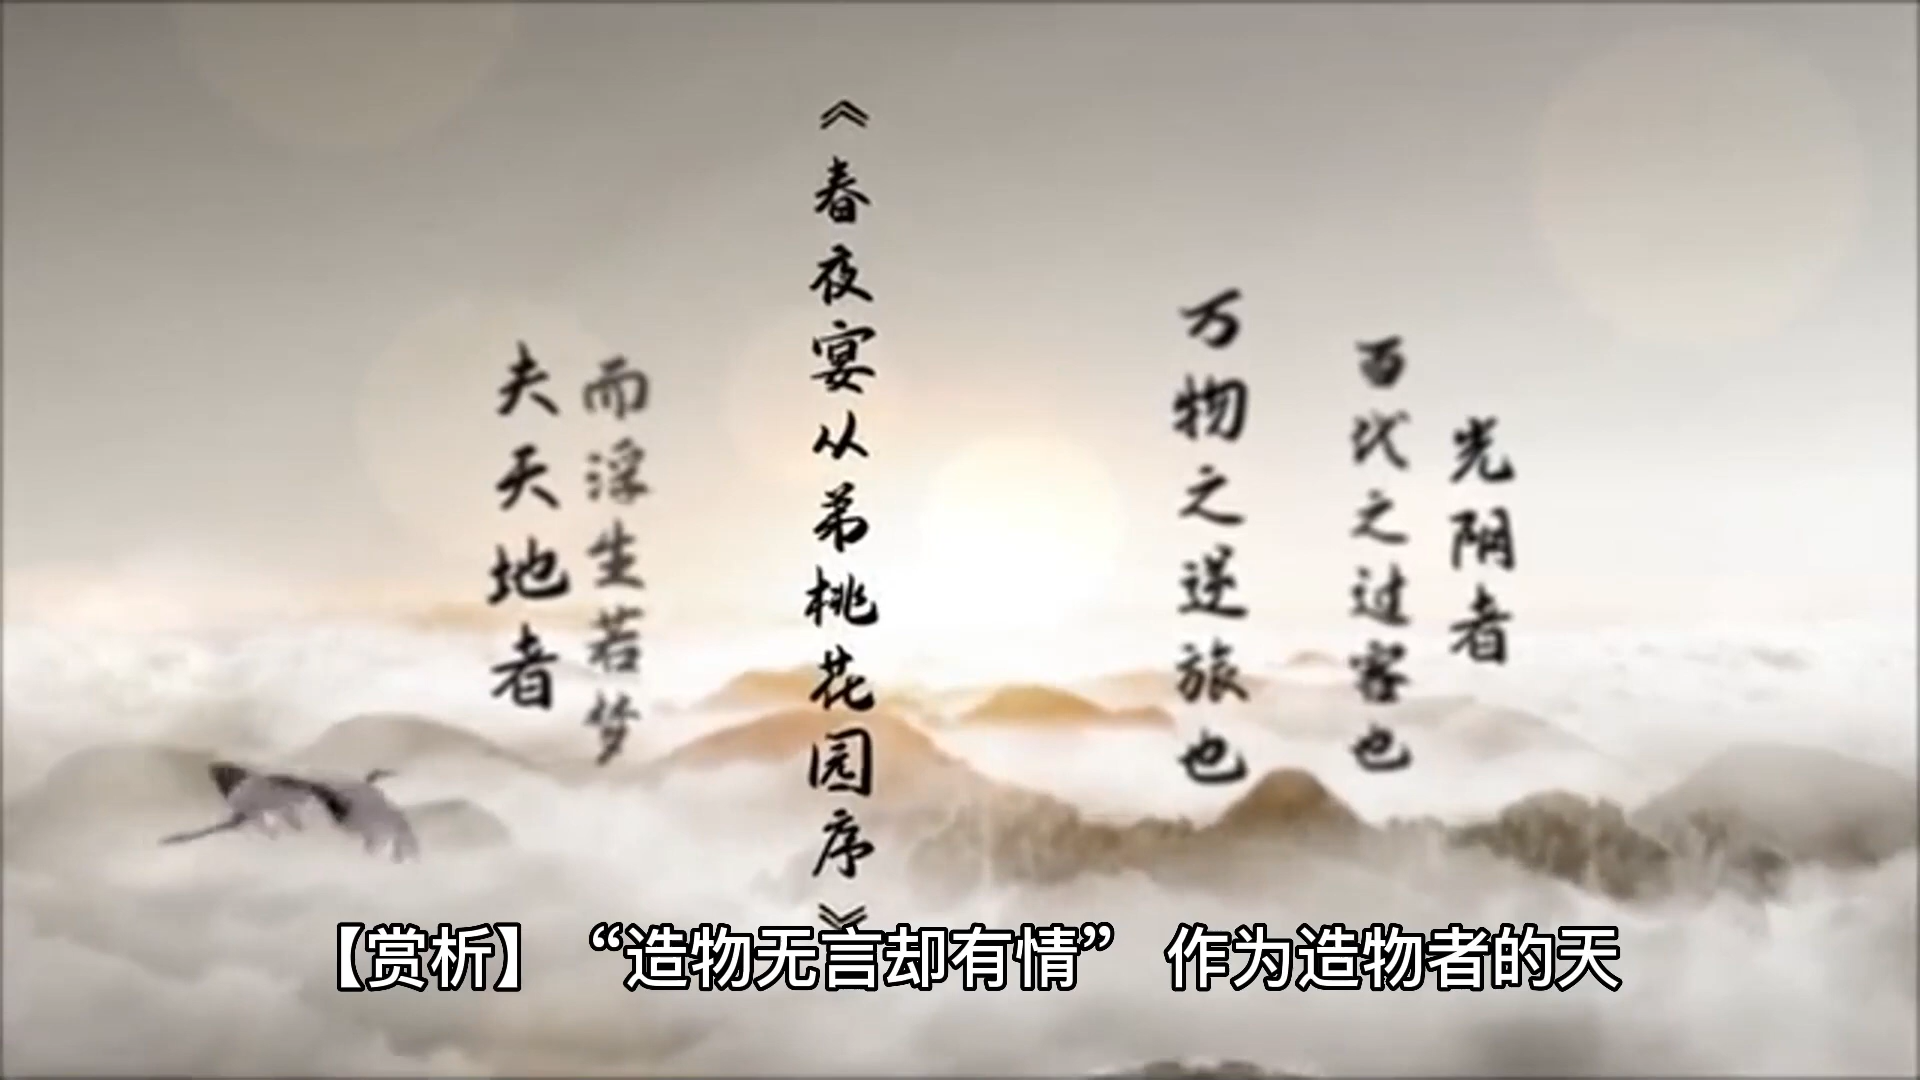 光阴者
百代之过客也
万物之逆旅也
《春夜宴从弟桃花园序》
而浮生若梦
夫天地者
【赏析】“造物无言却有情” 作为造物者的天